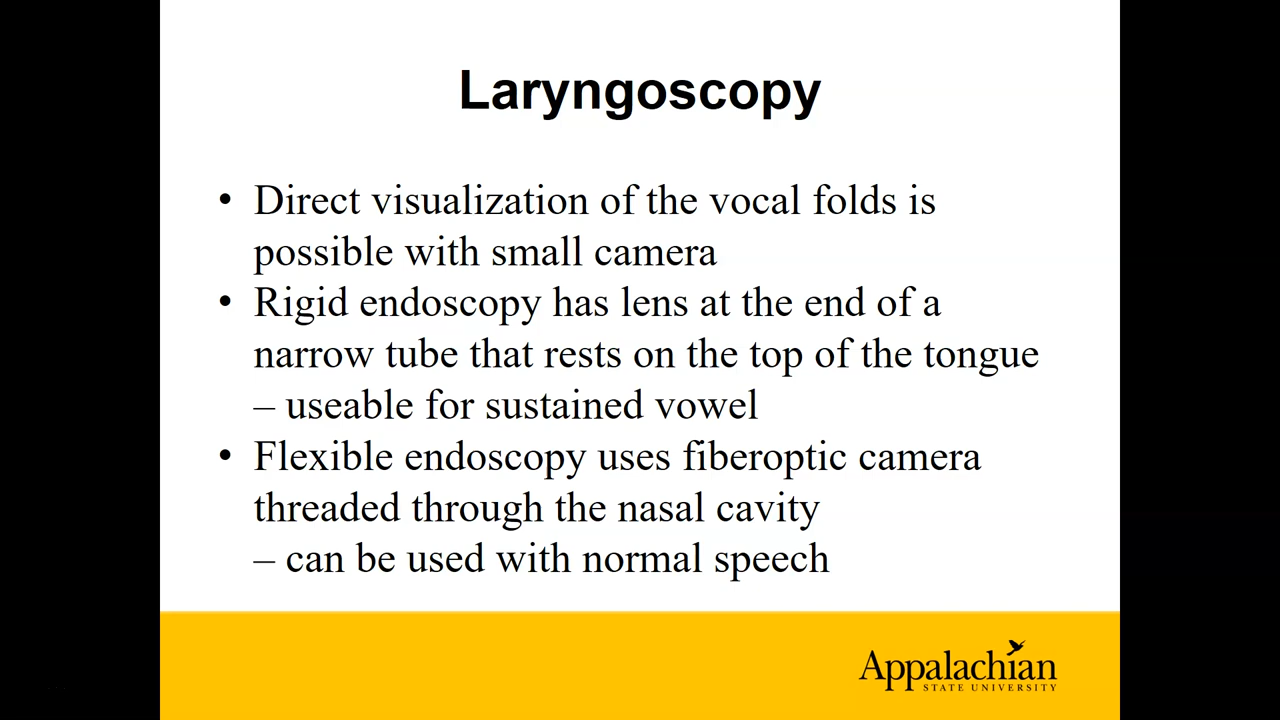 Laryngoscopy
• Direct visualization of the vocal folds is
possible with small camera
• Rigid endoscopy has lens at the end of a
narrow tube that rests on the top of the tongue
– useable for sustained vowel
• Flexible endoscopy uses fiberoptic camera
threaded through the nasal cavity
– can be used with normal speech
Appalachian
STATE UNIVERSITY